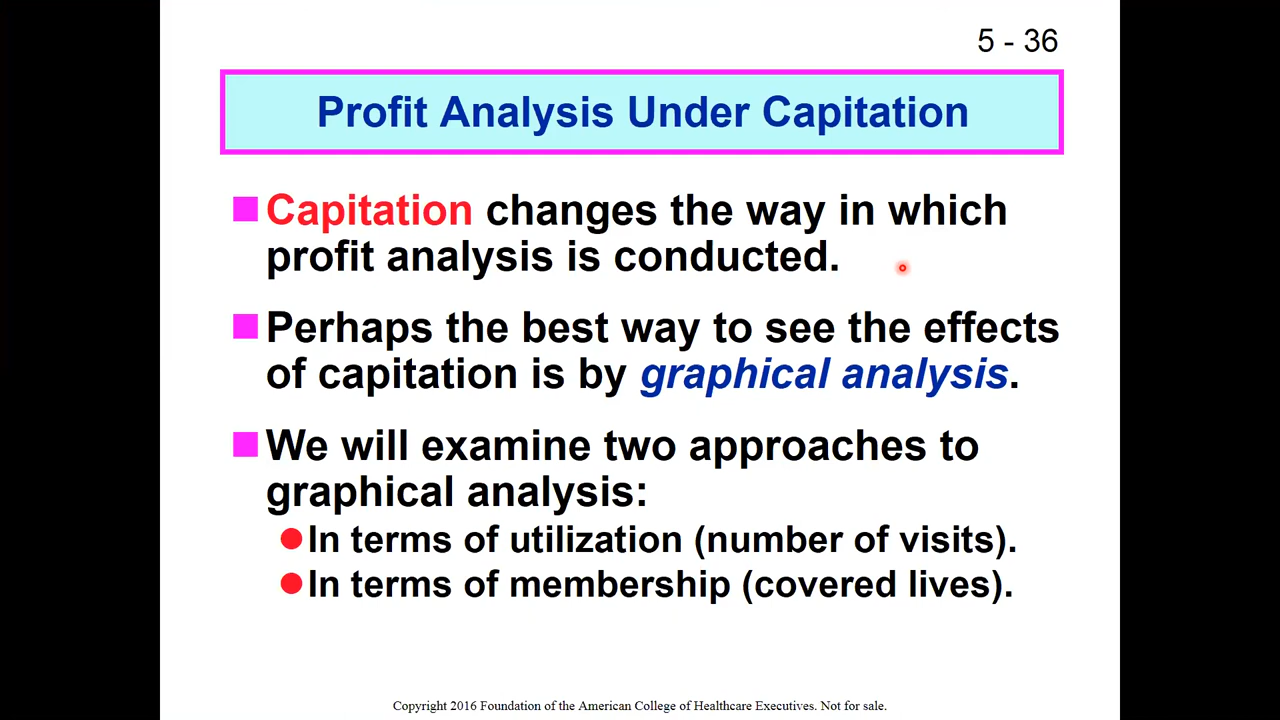 5 - 36
Profit Analysis Under Capitation
Capitation changes the way in which
profit analysis is conducted.
Perhaps the best way to see the effects
of capitation is by graphical analysis.
We will examine two approaches to
graphical analysis:
In terms of utilization (number of visits).
In terms of membership (covered lives).
Copyright 2016 Foundation of the American College of Healthcare Executives. Not for sale.